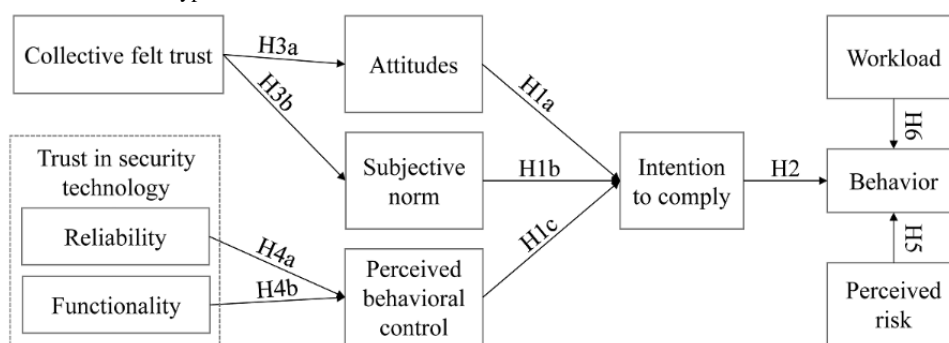 Collective felt trust
H3a
H3b
Attitudes
H1a
Workload
H6
Trust in security
technology
Reliability
Functionality
H4a
H4b
Subjective
norm
H1b
Perceived
behavioral
control
H1c
Intention
to comply
H2
Behavior
H5
Perceived
risk